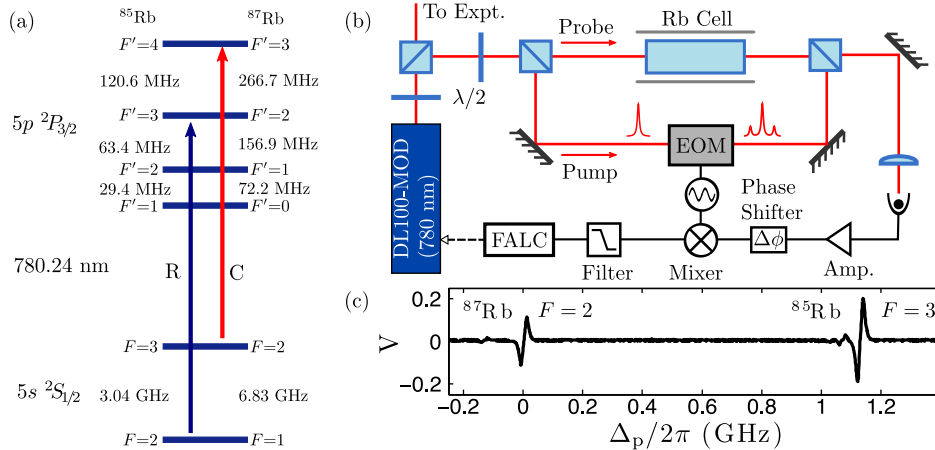 (a)
⁸⁵Rb ⁸⁷Rb
F′=4 F′=3
120.6 MHz 266.7 MHz
F′=3 F′=2
5p ²P₃/₂
63.4 MHz 156.9 MHz
F′=2 F′=1
29.4 MHz 72.2 MHz
F′=1 F′=0
780.24 nm R C
F=3 F=2
5s ²S₁/₂ 3.04 GHz 6.83 GHz
F=2 F=1
(b)
To Expt.
Probe
Rb Cell
λ/2
EOM
Pump
DL100-MOD
(780 nm)
Phase
Shifter
FALC
Δϕ
Filter
Mixer
Amp.
(c)
⁸⁷Rb F = 2 ⁸⁵Rb F = 3
V
0.2
0
-0.2
-0.2 0 0.2 0.4 0.6 0.8 1 1.2 1.4
Δp/2π (GHz)